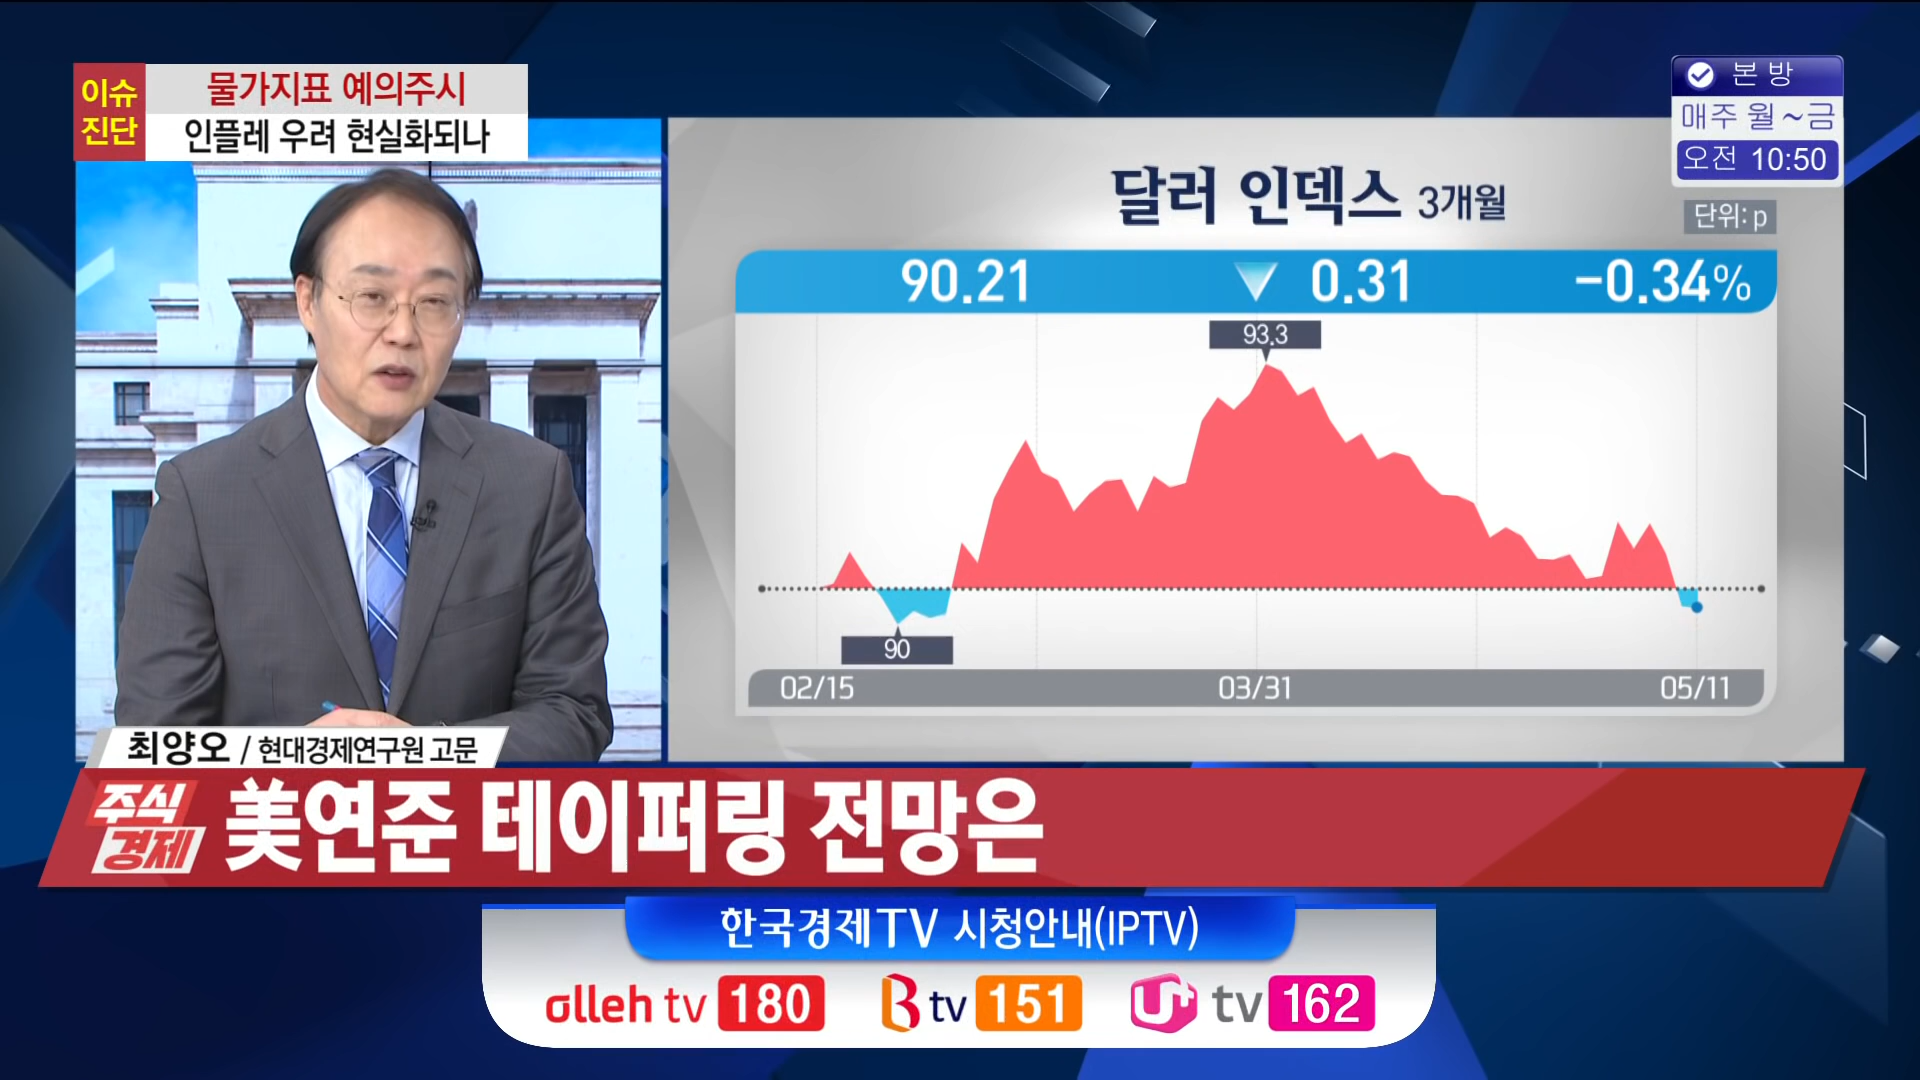 이슈
진단
물가지표 예의주시
인플레 우려 현실화되나
본 방
매주 월~금
오전 10:50
달러 인덱스 3개월
단위: p
90.21 ▼ 0.31 -0.34%
93.3
90
02/15 03/31 05/11
최양오 / 현대경제연구원 고문
주식
경제
美연준 테이퍼링 전망은
한국경제TV 시청안내(IPTV)
olleh tv 180 B tv 151 U+ tv 162